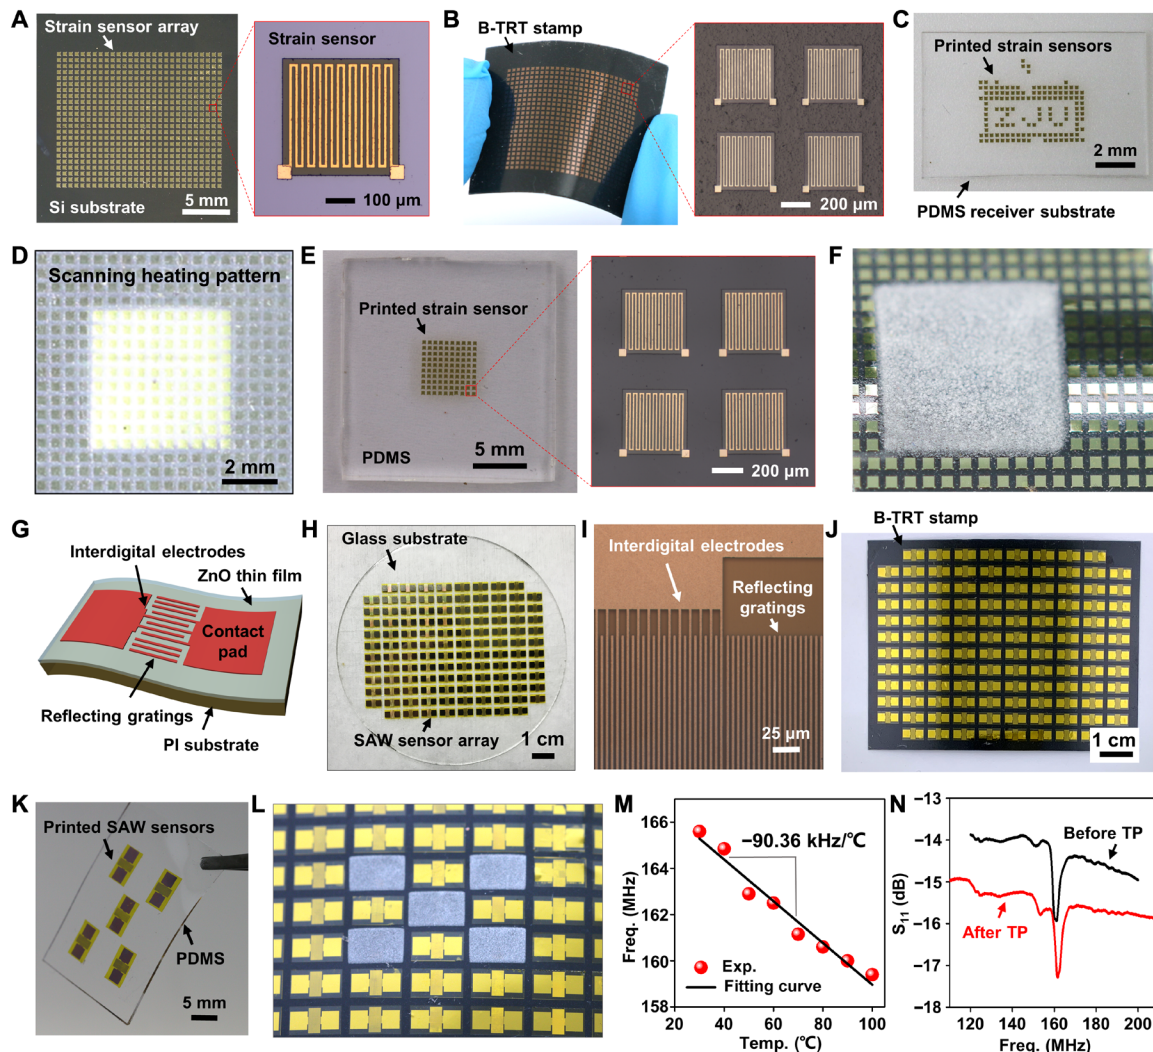 A
Strain sensor array
Si substrate
5 mm
Strain sensor
100 μm
B
B-TRT stamp
200 μm
C
Printed strain sensors
ZJU
2 mm
PDMS receiver substrate
D
Scanning heating pattern
2 mm
E
Printed strain sensor
PDMS
5 mm
200 μm
F
G
Interdigital electrodes
ZnO thin film
Contact
pad
Reflecting gratings
PI substrate
H
Glass substrate
SAW sensor array
1 cm
I
Interdigital electrodes
Reflecting
gratings
25 μm
J
B-TRT stamp
1 cm
K
Printed SAW sensors
PDMS
5 mm
L
M
−90.36 kHz/℃
Exp.
Fitting curve
Freq. (MHz)
166
164
162
160
158
20
40
60
80
100
Temp. (℃)
N
Before TP
After TP
S11 (dB)
−13
−14
−15
−16
−17
−18
120
140
160
180
200
Freq. (MHz)